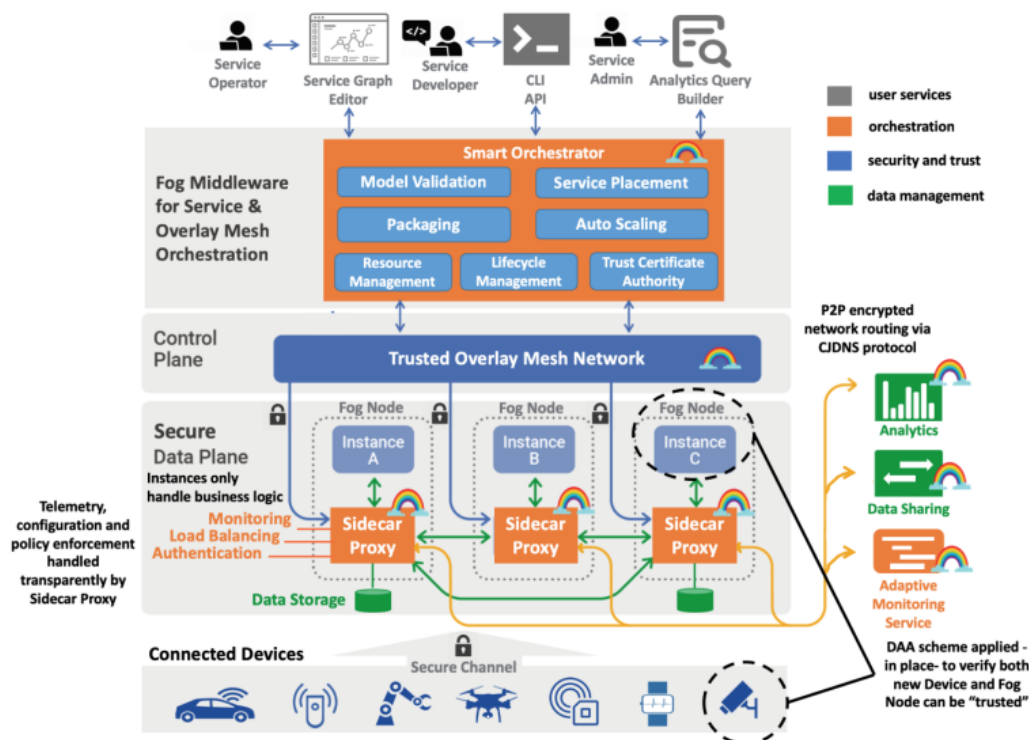 Service
Operator
Service Graph
Editor
</>
Service
Developer
CLI
API
Service
Admin
Analytics Query
Builder
user services
orchestration
security and trust
data management
Fog Middleware
for Service &
Overlay Mesh
Orchestration
Smart Orchestrator
Model Validation
Service Placement
Packaging
Auto Scaling
Resource
Management
Lifecycle
Management
Trust Certificate
Authority
Control
Plane
Trusted Overlay Mesh Network
P2P encrypted
network routing via
CJDNS protocol
Secure
Data Plane
Instances only
handle business logic
Fog Node
Instance
A
Fog Node
Instance
B
Fog Node
Instance
C
Analytics
Data Sharing
Adaptive
Monitoring
Service
Telemetry,
configuration and
policy enforcement
handled
transparently by
Sidecar Proxy
Monitoring
Load Balancing
Authentication
Sidecar
Proxy
Sidecar
Proxy
Sidecar
Proxy
Data Storage
Connected Devices
Secure Channel
DAA scheme applied -
in place- to verify both
new Device and Fog
Node can be “trusted”